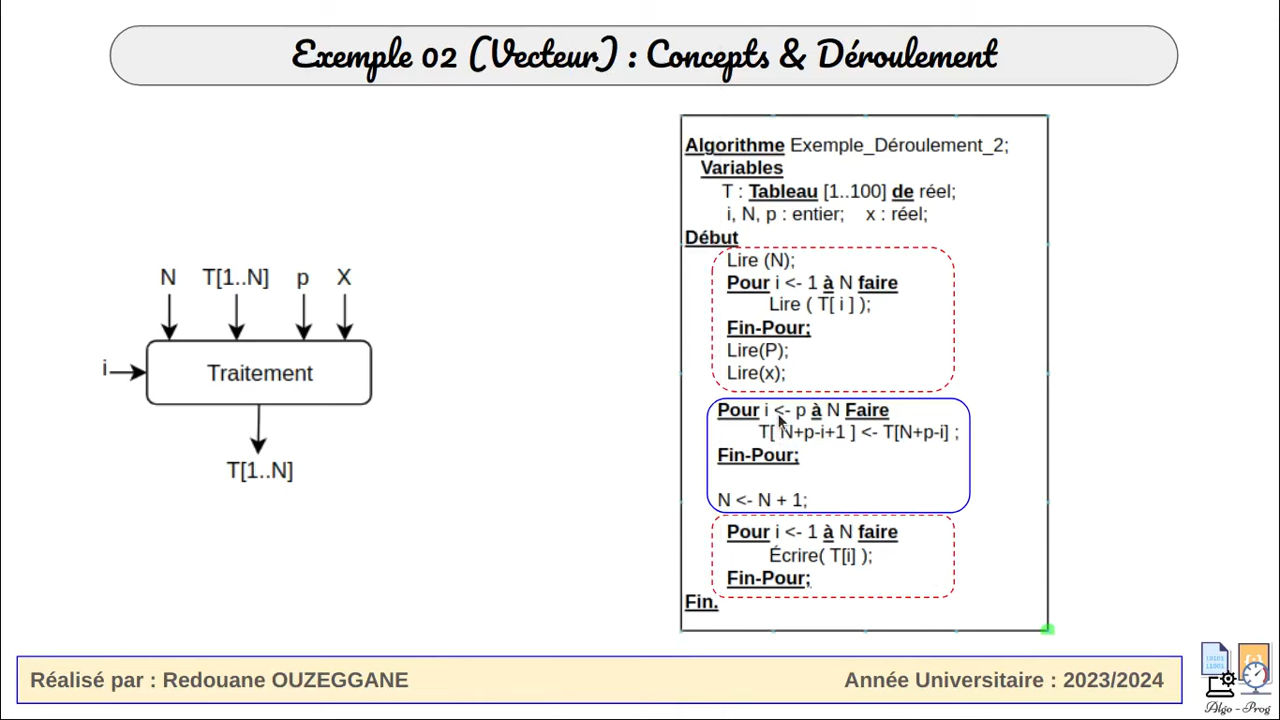 Exemple 02 (Vecteur) : Concepts & Déroulement
N T[1..N] p X
i
Traitement
T[1..N]
Algorithme Exemple_Déroulement_2;
Variables
T : Tableau [1..100] de réel;
i, N, p : entier; x : réel;
Début
Lire (N);
Pour i <- 1 à N faire
Lire ( T[ i ] );
Fin-Pour;
Lire(P);
Lire(x);
Pour i <- p à N Faire
T[ N+p-i+1 ] <- T[N+p-i] ;
Fin-Pour;
N <- N + 1;
Pour i <- 1 à N faire
Écrire( T[i] );
Fin-Pour;
Fin.
Réalisé par : Redouane OUZEGGANE
Année Universitaire : 2023/2024
Algo - Prog